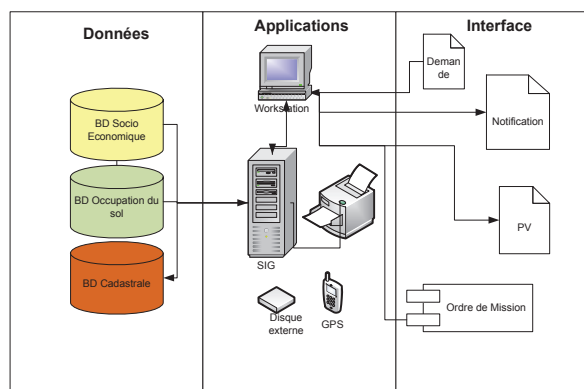 Données
Applications
Interface
BD Socio
Economique
BD Occupation du
sol
BD Cadastrale
Workstation
SIG
Disque
externe
GPS
Deman
de
Notification
PV
Ordre de Mission